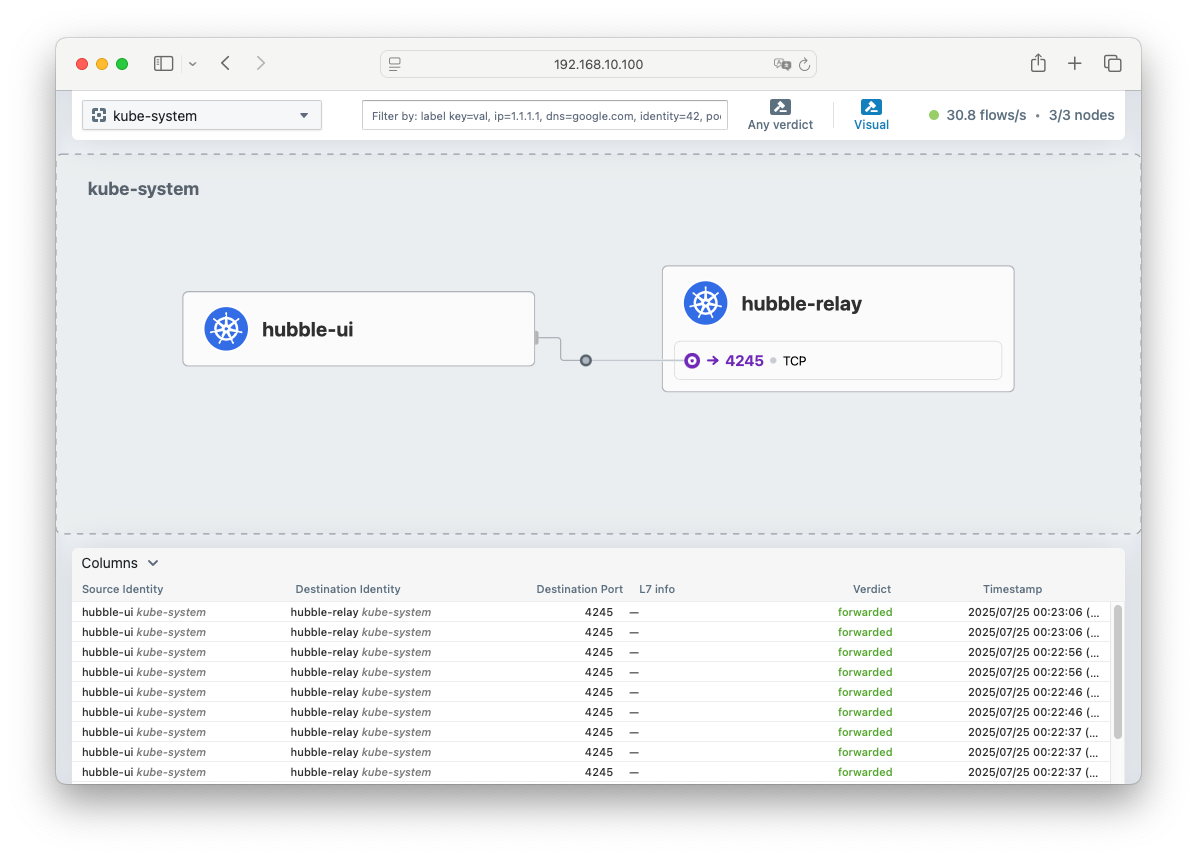 192.168.10.100
kube-system
Filter by: label key=val, ip=1.1.1.1, dns=google.com, identity=42, po
Any verdict
Visual
30.8 flows/s • 3/3 nodes
kube-system
hubble-ui
hubble-relay
→ 4245 • TCP
Columns
Source Identity Destination Identity Destination Port L7 info Verdict Timestamp
hubble-ui kube-system hubble-relay kube-system 4245 — forwarded 2025/07/25 00:23:06 (...
hubble-ui kube-system hubble-relay kube-system 4245 — forwarded 2025/07/25 00:23:06 (...
hubble-ui kube-system hubble-relay kube-system 4245 — forwarded 2025/07/25 00:22:56 (...
hubble-ui kube-system hubble-relay kube-system 4245 — forwarded 2025/07/25 00:22:56 (...
hubble-ui kube-system hubble-relay kube-system 4245 — forwarded 2025/07/25 00:22:46 (...
hubble-ui kube-system hubble-relay kube-system 4245 — forwarded 2025/07/25 00:22:46 (...
hubble-ui kube-system hubble-relay kube-system 4245 — forwarded 2025/07/25 00:22:37 (...
hubble-ui kube-system hubble-relay kube-system 4245 — forwarded 2025/07/25 00:22:37 (...
hubble-ui kube-system hubble-relay kube-system 4245 — forwarded 2025/07/25 00:22:37 (...